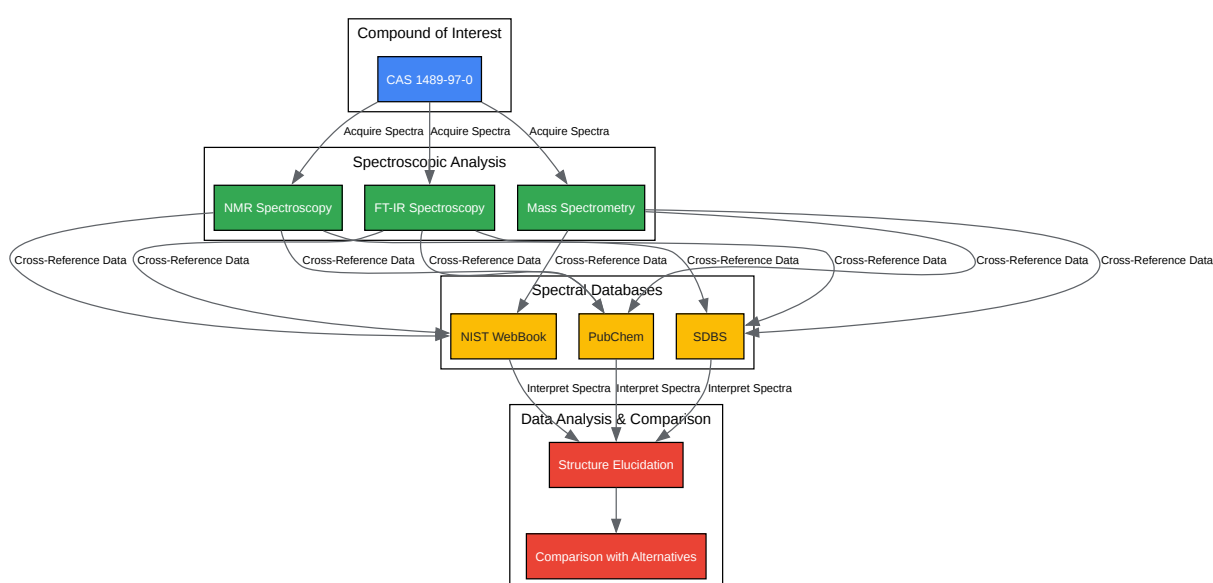 Compound of Interest
CAS 1489-97-0
Acquire Spectra Acquire Spectra Acquire Spectra
Spectroscopic Analysis
NMR Spectroscopy FT-IR Spectroscopy Mass Spectrometry
Cross-Reference Data Cross-Reference Data Cross-Reference Data Cross-Reference Data Cross-Reference Data Cross-Reference Data Cross-Reference Data Cross-Reference Data Cross-Reference Data
Spectral Databases
NIST WebBook PubChem SDBS
Interpret Spectra Interpret Spectra Interpret Spectra
Data Analysis & Comparison
Structure Elucidation
Comparison with Alternatives